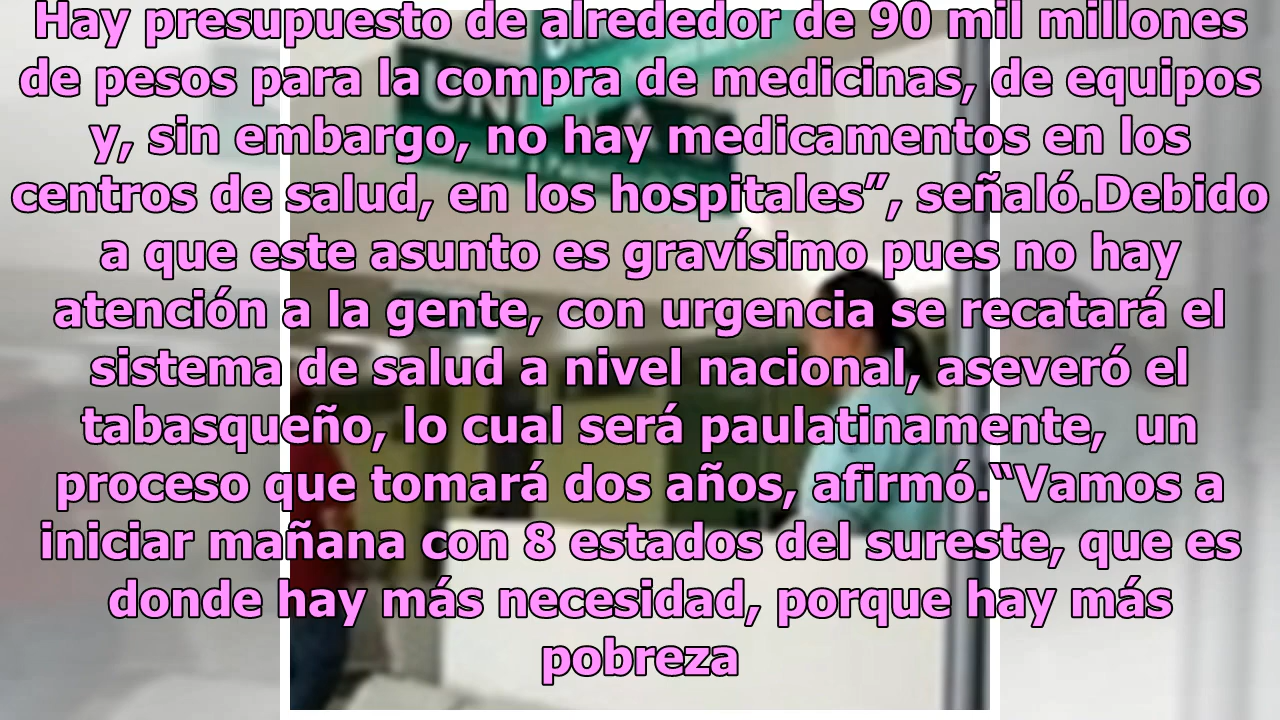 Hay presupuesto de alrededor de 90 mil millones
de pesos para la compra de medicinas, de equipos
y, sin embargo, no hay medicamentos en los
centros de salud, en los hospitales”, señaló.Debido
a que este asunto es gravísimo pues no hay
atención a la gente, con urgencia se recatará el
sistema de salud a nivel nacional, aseveró el
tabasqueño, lo cual será paulatinamente,  un
proceso que tomará dos años, afirmó.“Vamos a
iniciar mañana con 8 estados del sureste, que es
donde hay más necesidad, porque hay más
pobreza